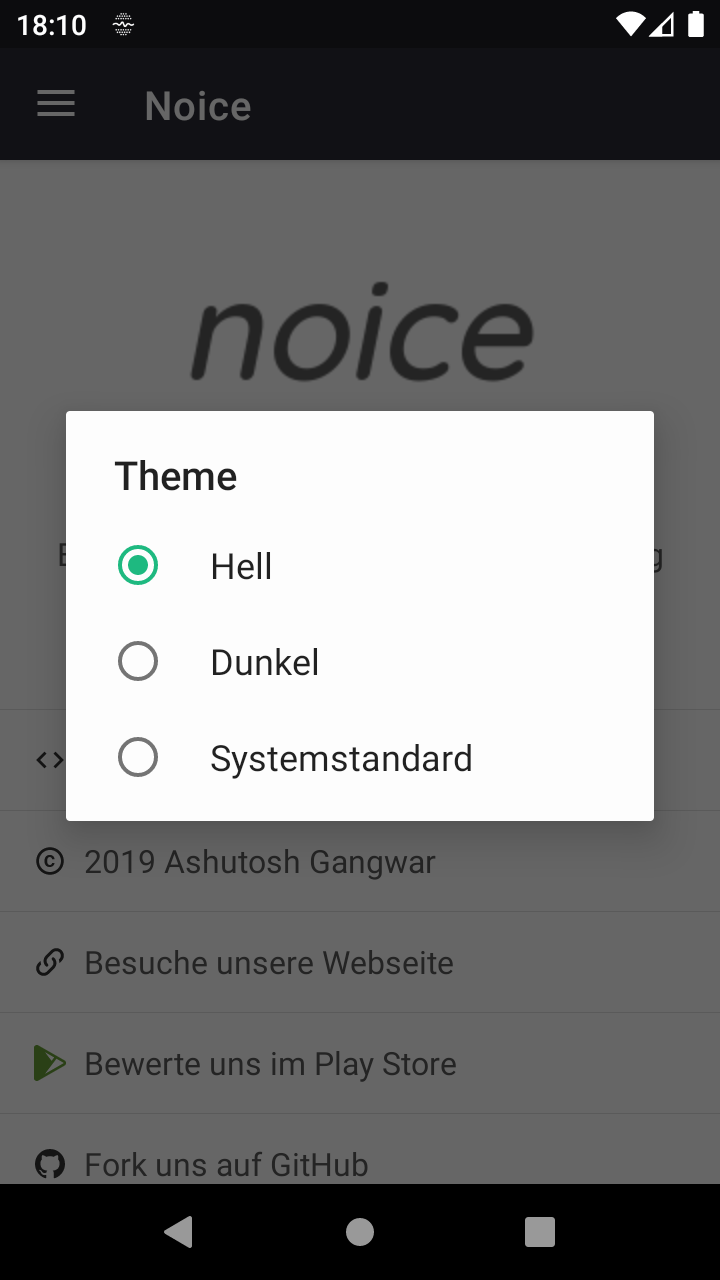 18:10
Noice
noice
Theme
Hell
Dunkel
Systemstandard
2019 Ashutosh Gangwar
Besuche unsere Webseite
Bewerte uns im Play Store
Fork uns auf GitHub